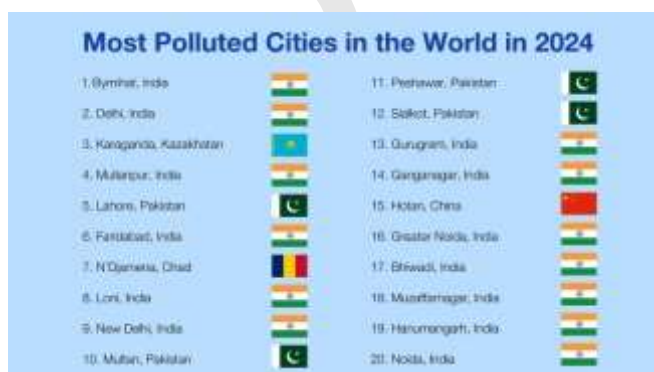 Most Polluted Cities in the World in 2024
1. Byrnihat, India
2. Delhi, India
3. Karaganda, Kazakhstan
4. Mullanpur, India
5. Lahore, Pakistan
6. Faridabad, India
7. N'Djamena, Chad
8. Loni, India
9. New Delhi, India
10. Multan, Pakistan
11. Peshawar, Pakistan
12. Sialkot, Pakistan
13. Gurugram, India
14. Ganganagar, India
15. Hotan, China
16. Greater Noida, India
17. Bhiwadi, India
18. Muzaffarnagar, India
19. Hanumangarh, India
20. Noida, India